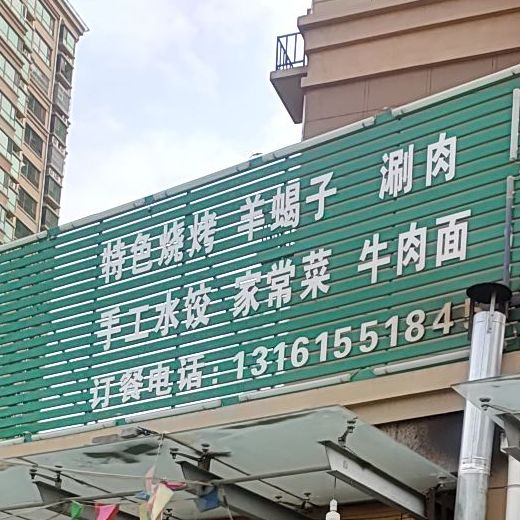 特色烧烤 羊蝎子 涮肉
手工水饺 家常菜 牛肉面
订餐电话：1316155184